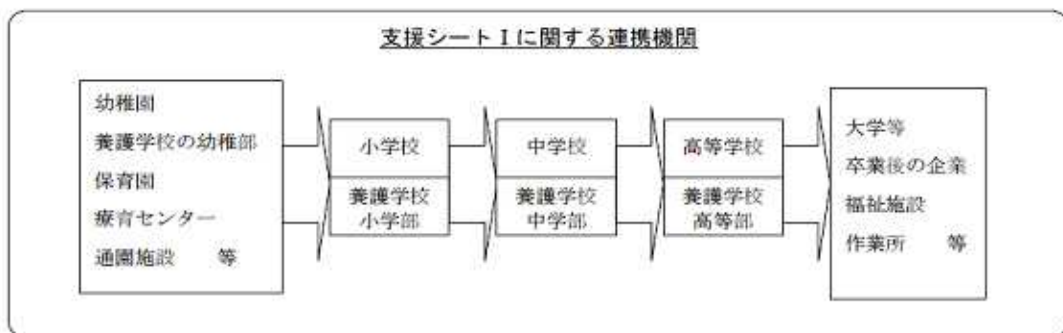 支援シートⅠに関する連携機関
幼稚園
養護学校の幼稚部
保育園
療育センター
通園施設　　等
小学校
養護学校
小学部
中学校
養護学校
中学部
高等学校
養護学校
高等部
大学等
卒業後の企業
福祉施設
作業所　　等